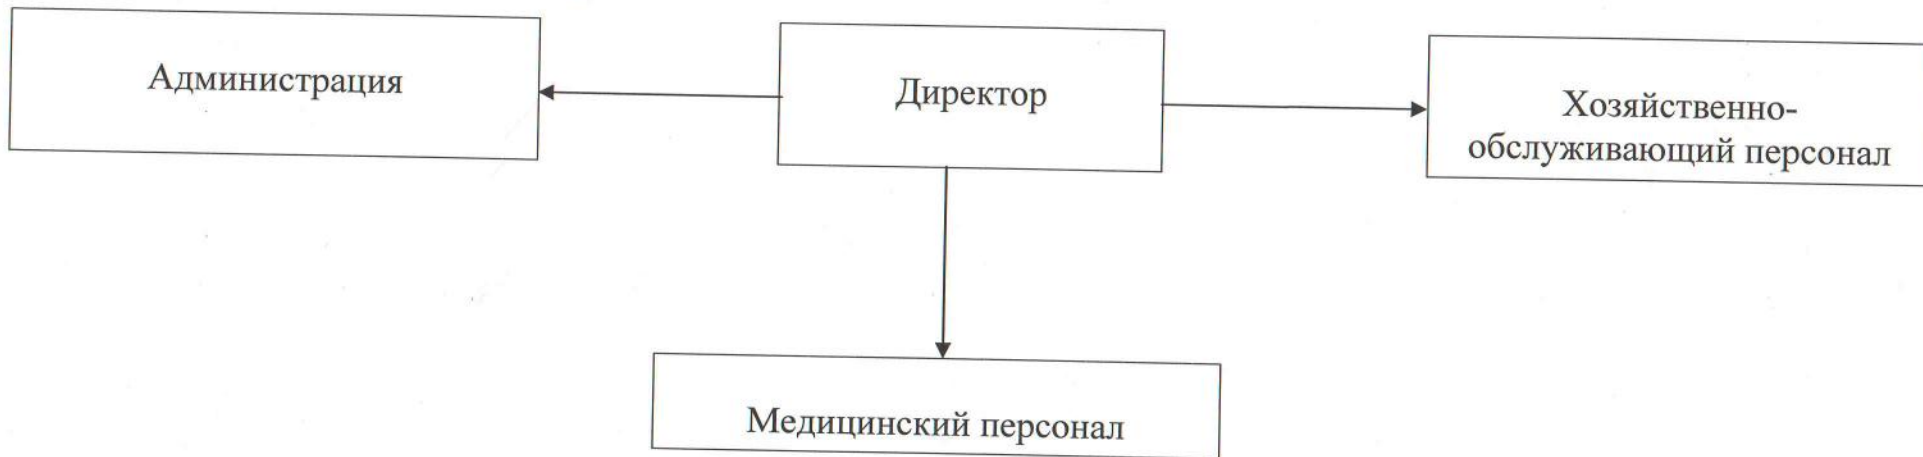 Администрация
Директор
Хозяйственно-
обслуживающий персонал
Медицинский персонал